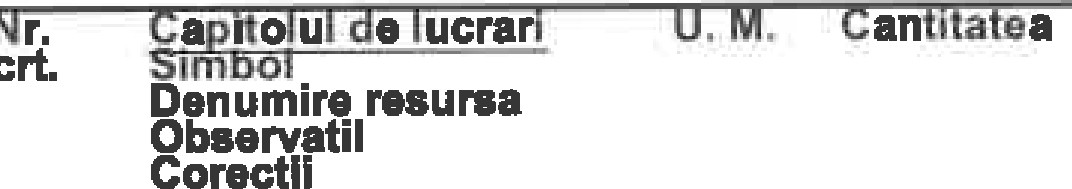 Nr. Capitolul de lucrari U. M. Cantitatea
crt. Simbol
Denumire resursa
Observatii
Corectii